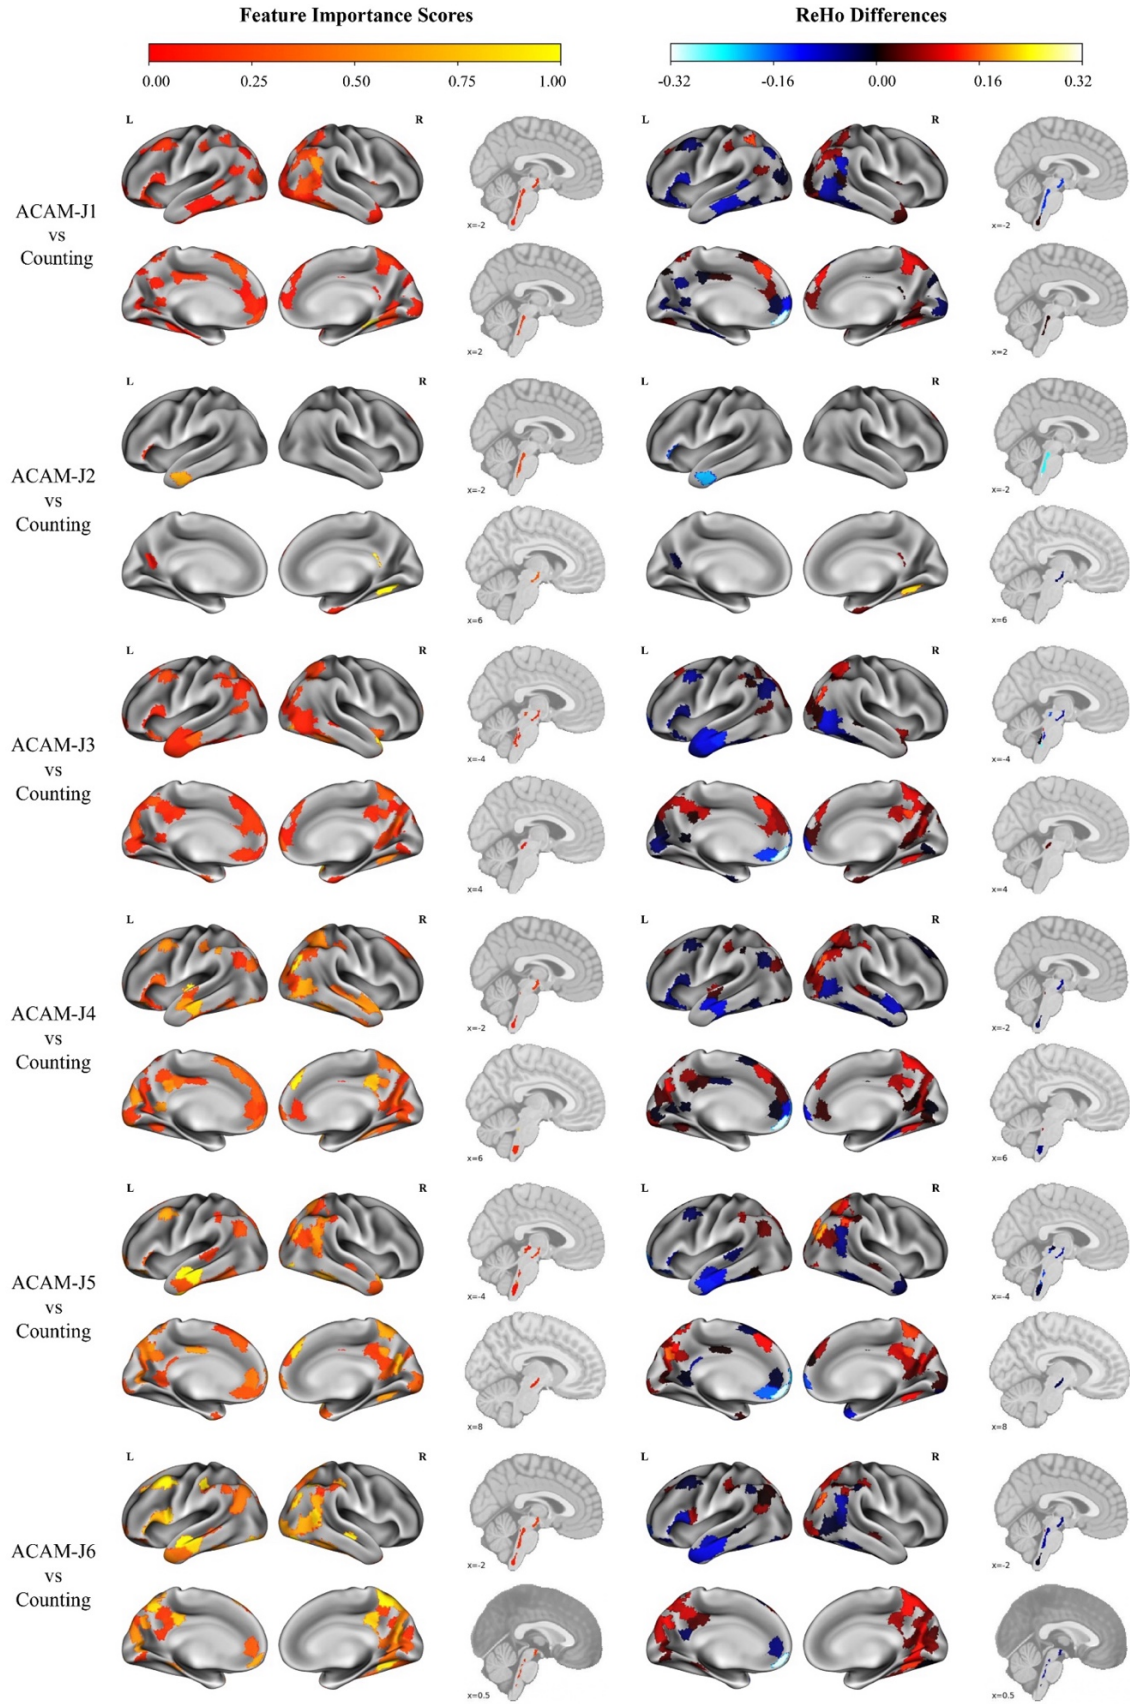 Feature Importance Scores
ReHo Differences
0.00 0.25 0.50 0.75 1.00
-0.32 -0.16 0.00 0.16 0.32
L R L R
ACAM-J1
vs
Counting
x=-2 x=-2
x=2 x=2
L R L R
ACAM-J2
vs
Counting
x=-2 x=-2
x=6 x=6
L R L R
ACAM-J3
vs
Counting
x=-4 x=-4
x=4 x=4
L R L R
ACAM-J4
vs
Counting
x=-2 x=-2
x=6 x=6
L R L R
ACAM-J5
vs
Counting
x=-4 x=-4
x=8 x=8
L R L R
ACAM-J6
vs
Counting
x=-2 x=-2
x=0.5 x=0.5